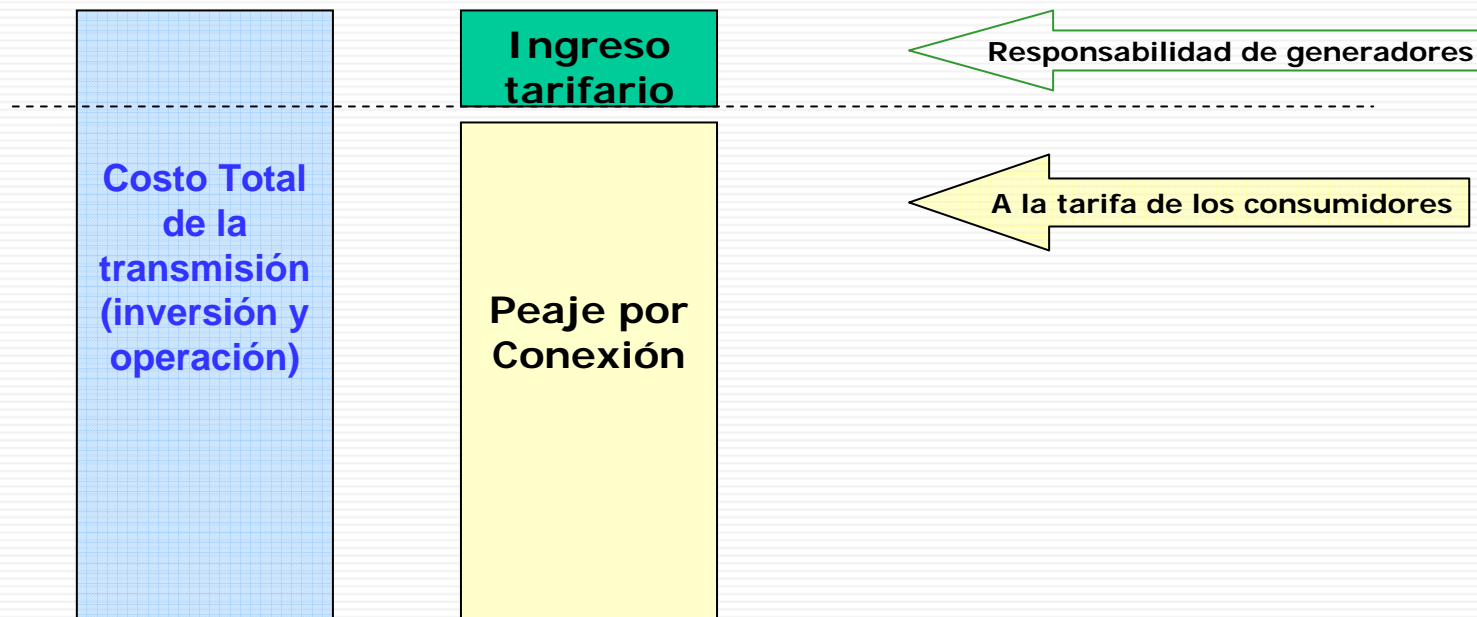 Costo Total
de la
transmisión
(inversión y
operación)
Ingreso
tarifario
Peaje por
Conexión
Responsabilidad de generadores
A la tarifa de los consumidores